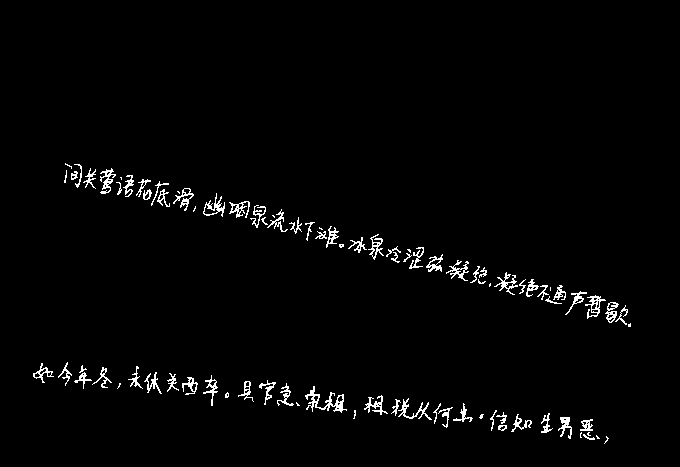 间关莺语花底滑，幽咽泉流水下滩。冰泉冷涩弦凝绝，凝绝不通声暂歇。
如今年冬，未休关西卒。县官急索租，租税从何出。信知生男恶，